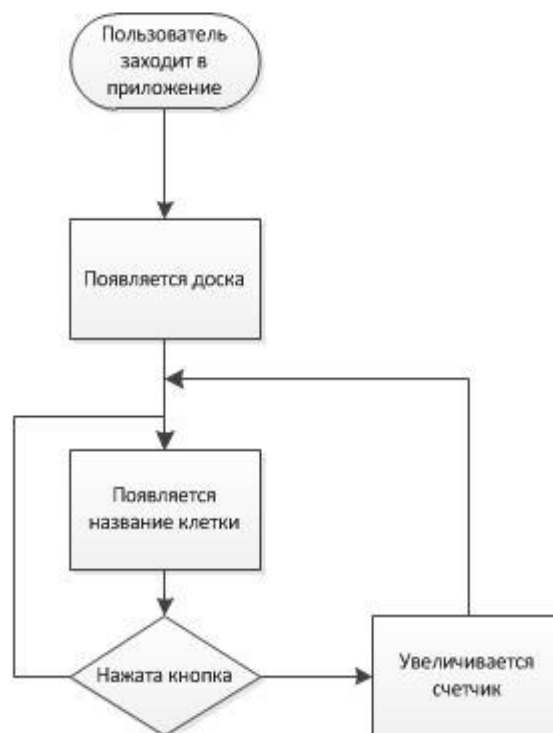 Пользователь
заходит в
приложение
Появляется доска
Появляется
название клетки
Нажата кнопка
Увеличивается
счетчик